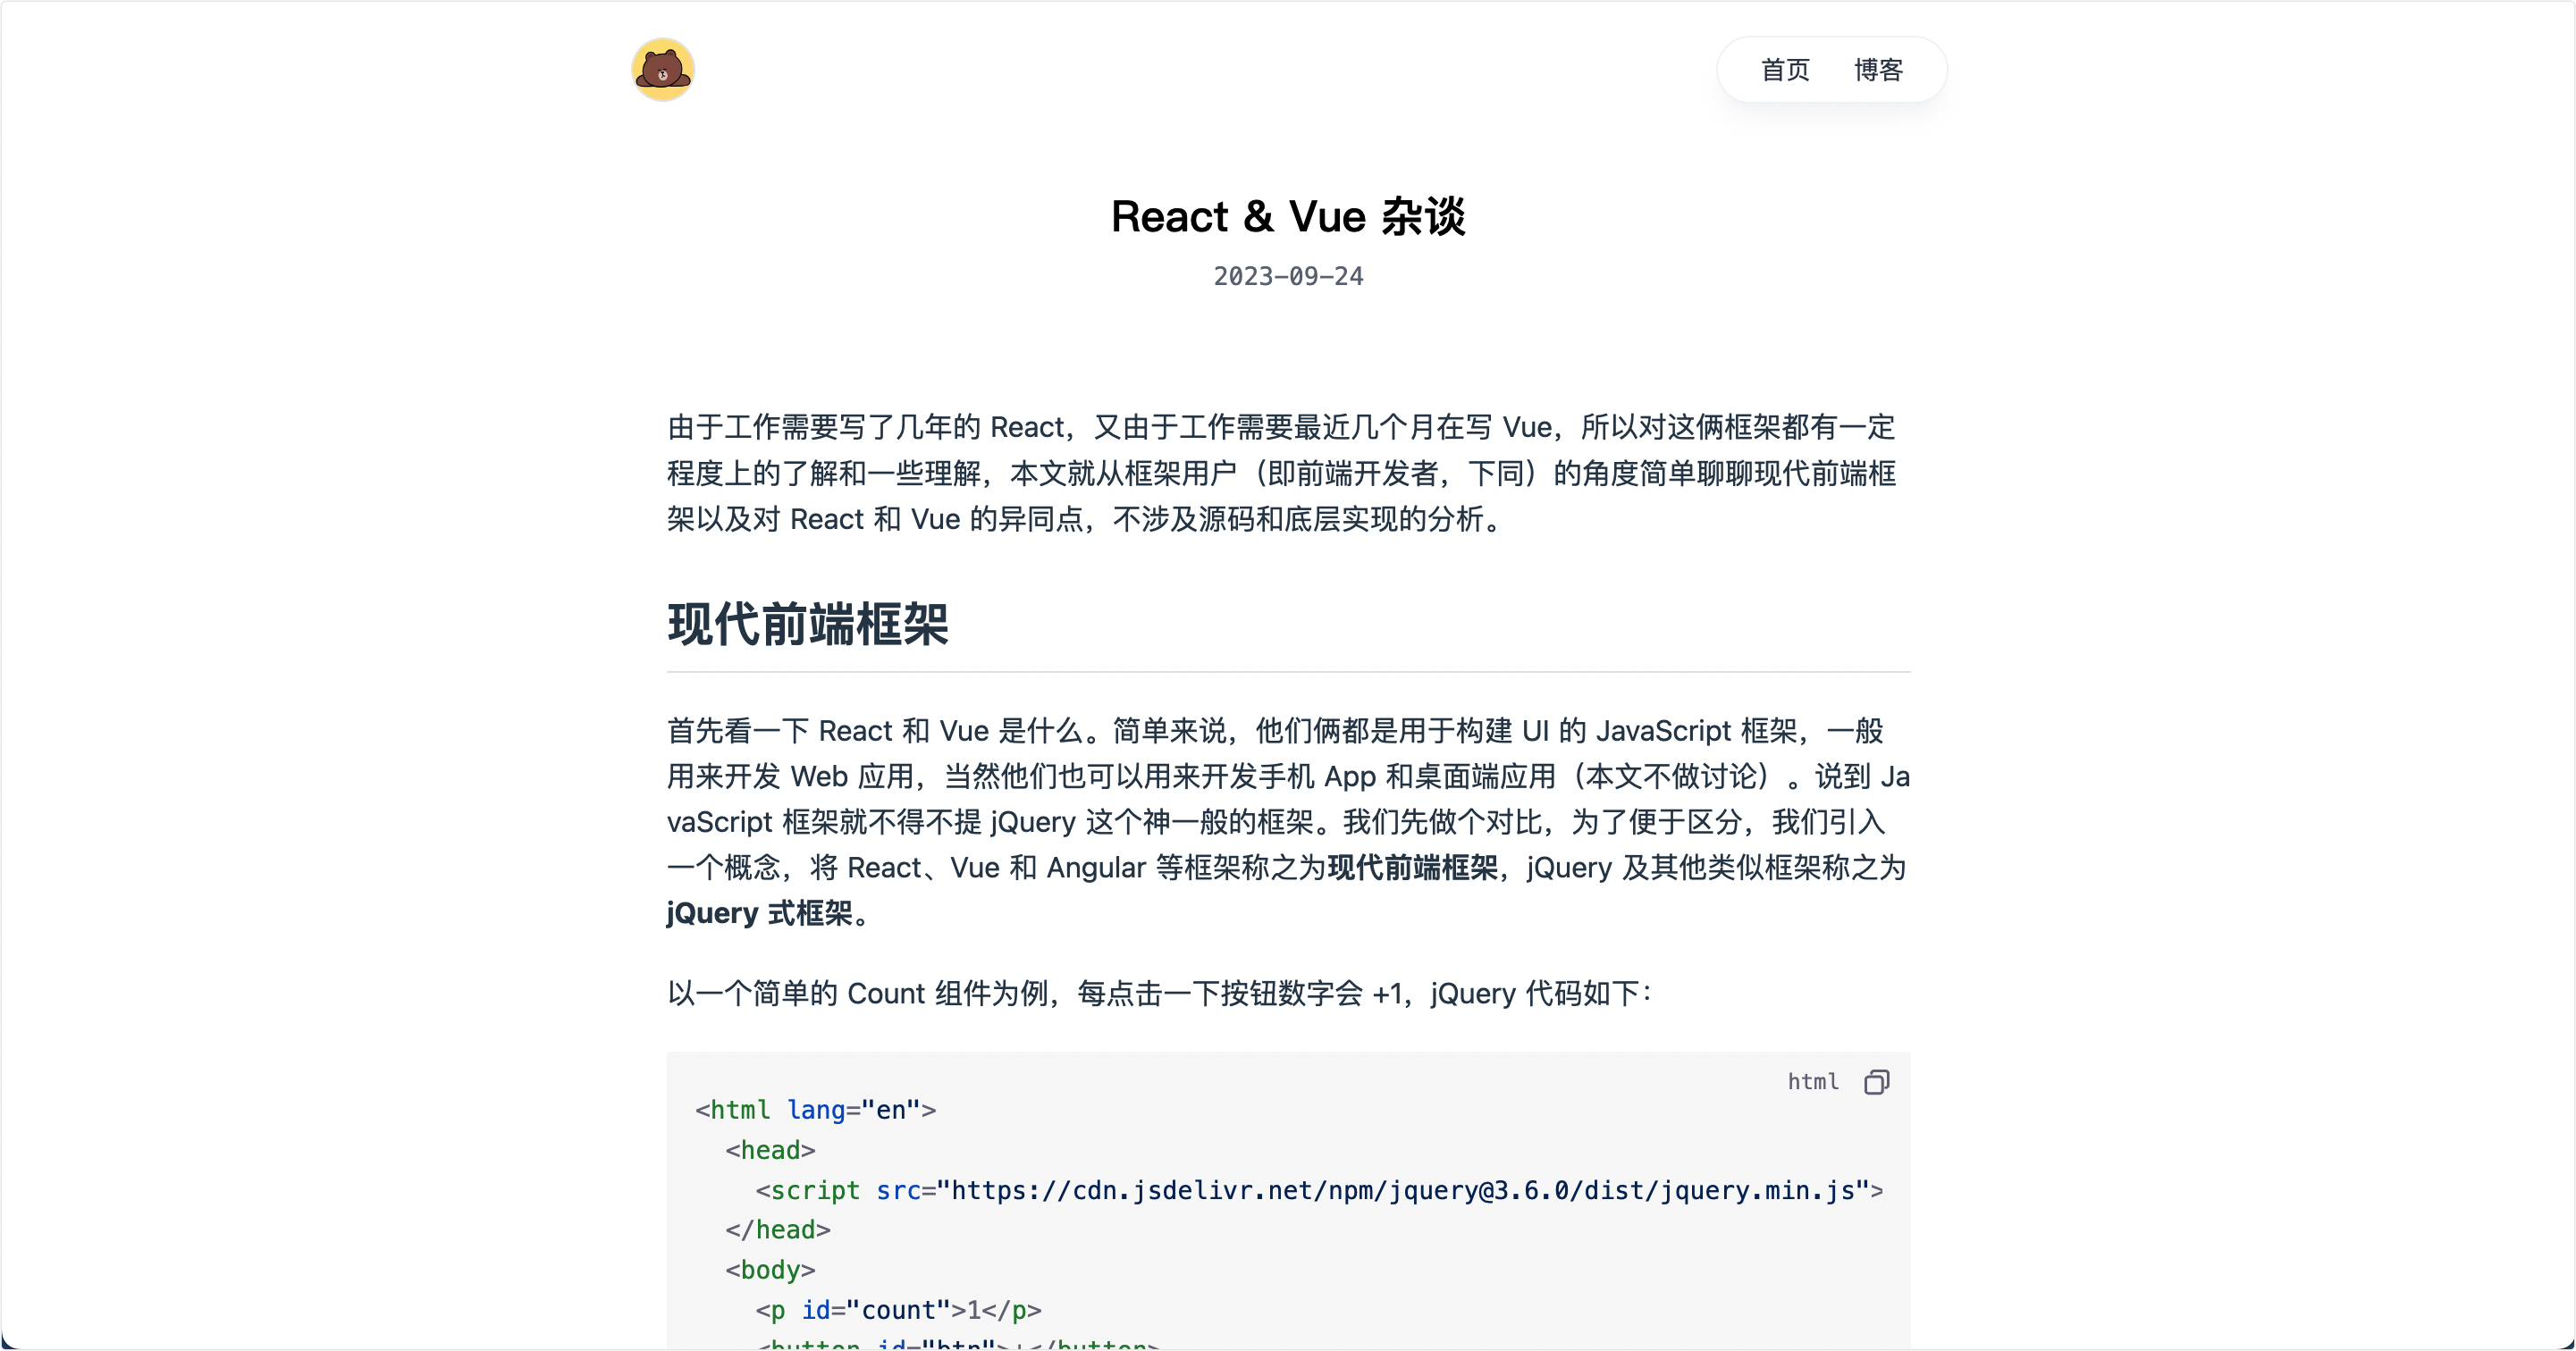 首页 博客
React & Vue 杂谈
2023-09-24
由于工作需要写了几年的 React，又由于工作需要最近几个月在写 Vue，所以对这俩框架都有一定
程度上的了解和一些理解，本文就从框架用户（即前端开发者，下同）的角度简单聊聊现代前端框
架以及对 React 和 Vue 的异同点，不涉及源码和底层实现的分析。
现代前端框架
首先看一下 React 和 Vue 是什么。简单来说，他们俩都是用于构建 UI 的 JavaScript 框架，一般
用来开发 Web 应用，当然他们也可以用来开发手机 App 和桌面端应用（本文不做讨论）。说到 Ja
vaScript 框架就不得不提 jQuery 这个神一般的框架。我们先做个对比，为了便于区分，我们引入
一个概念，将 React、Vue 和 Angular 等框架称之为现代前端框架，jQuery 及其他类似框架称之为
jQuery 式框架。
以一个简单的 Count 组件为例，每点击一下按钮数字会 +1，jQuery 代码如下：
html
<html lang="en">
  <head>
    <script src="https://cdn.jsdelivr.net/npm/jquery@3.6.0/dist/jquery.min.js">
  </head>
  <body>
    <p id="count">1</p>
    <button id="btn">+</button>